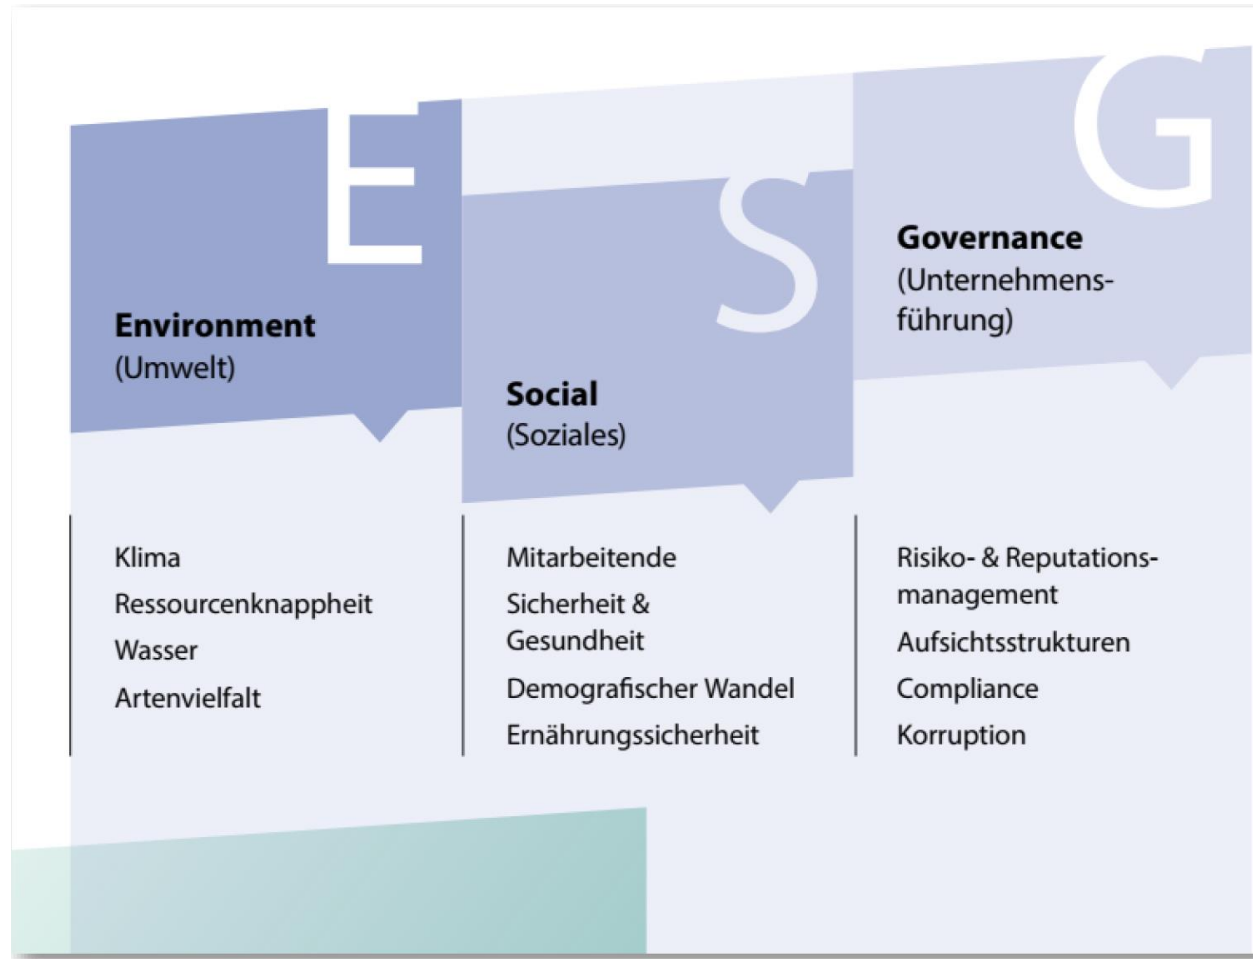 E
Environment
(Umwelt)
Klima
Ressourcenknappheit
Wasser
Artenvielfalt
S
Social
(Soziales)
Mitarbeitende
Sicherheit &
Gesundheit
Demografischer Wandel
Ernährungssicherheit
G
Governance
(Unternehmens-
führung)
Risiko- & Reputations-
management
Aufsichtsstrukturen
Compliance
Korruption